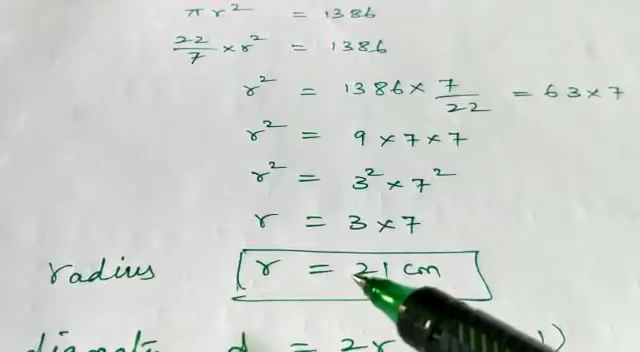 πr² = 1386
22/7 × r² = 1386
r² = 1386 × 7/22 = 63 × 7
r² = 9 × 7 × 7
r² = 3² × 7²
r = 3 × 7
radius r = 21 cm
d = 2r